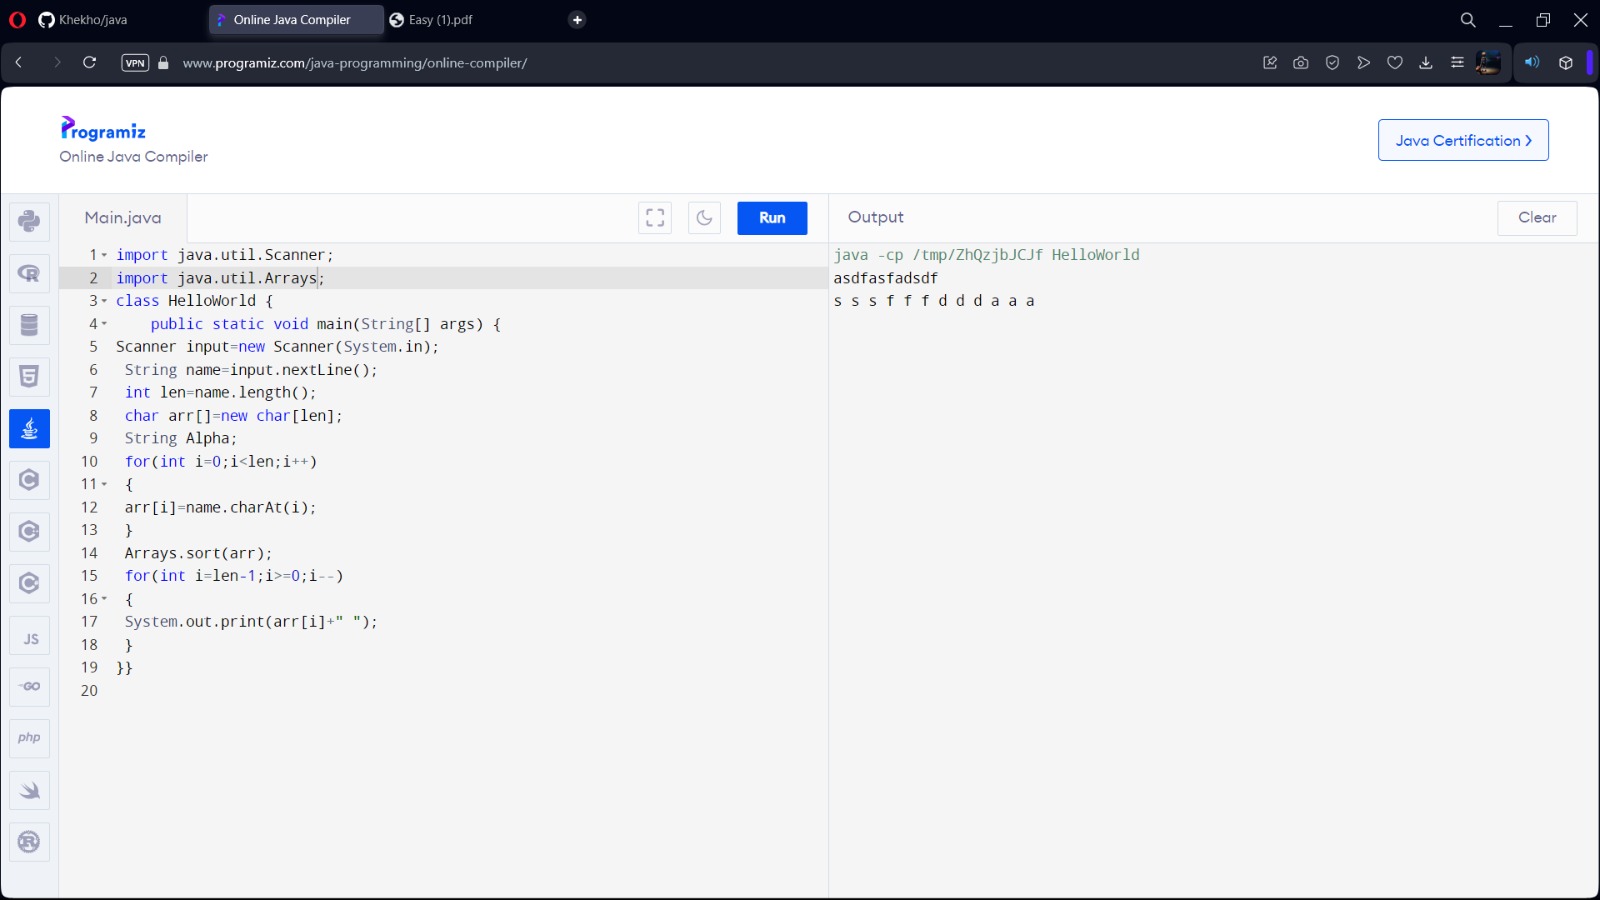 Khekho/java
Online Java Compiler
Easy (1).pdf
VPN
www.programiz.com/java-programming/online-compiler/
Programiz
Online Java Compiler
Java Certification
Main.java
Run
Output
Clear
1 import java.util.Scanner;
2 import java.util.Arrays;
3 class HelloWorld {
4 public static void main(String[] args) {
5 Scanner input=new Scanner(System.in);
6 String name=input.nextLine();
7 int len=name.length();
8 char arr[]=new char[len];
9 String Alpha;
10 for(int i=0;i<len;i++)
11 {
12 arr[i]=name.charAt(i);
13 }
14 Arrays.sort(arr);
15 for(int i=len-1;i>=0;i--)
16 {
17 System.out.print(arr[i]+" ");
18 }
19 }}
20
java -cp /tmp/ZhQzjbJCJf HelloWorld
asdfasfadsdf
s s s f f f d d d a a a
R
5
C
C
C
JS
GO
php
R